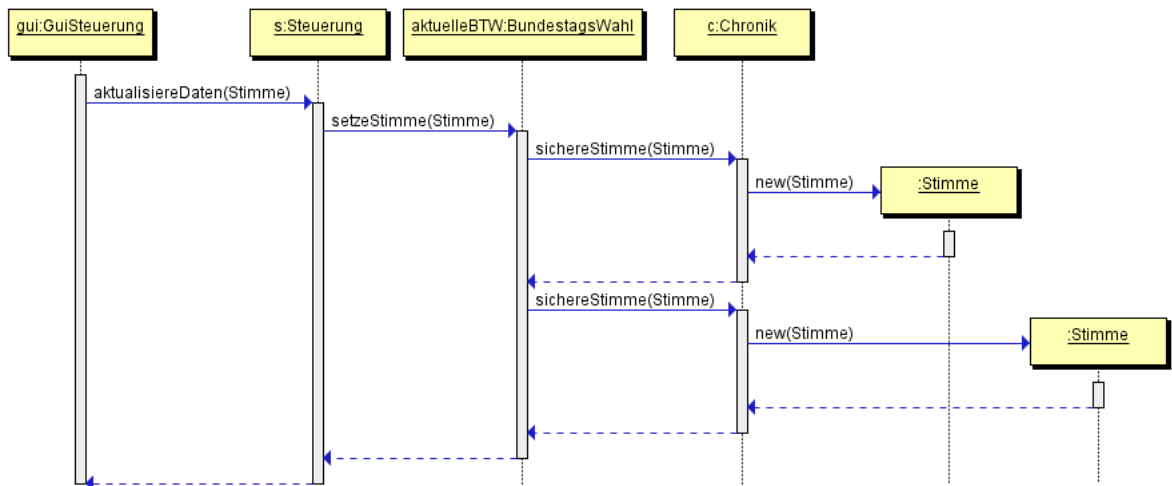 gui:GuiSteuerung
s:Steuerung
aktuelleBTW:BundestagsWahl
c:Chronik
aktualisiereDaten(Stimme)
setzeStimme(Stimme)
sichereStimme(Stimme)
new(Stimme)
:Stimme
sichereStimme(Stimme)
new(Stimme)
:Stimme